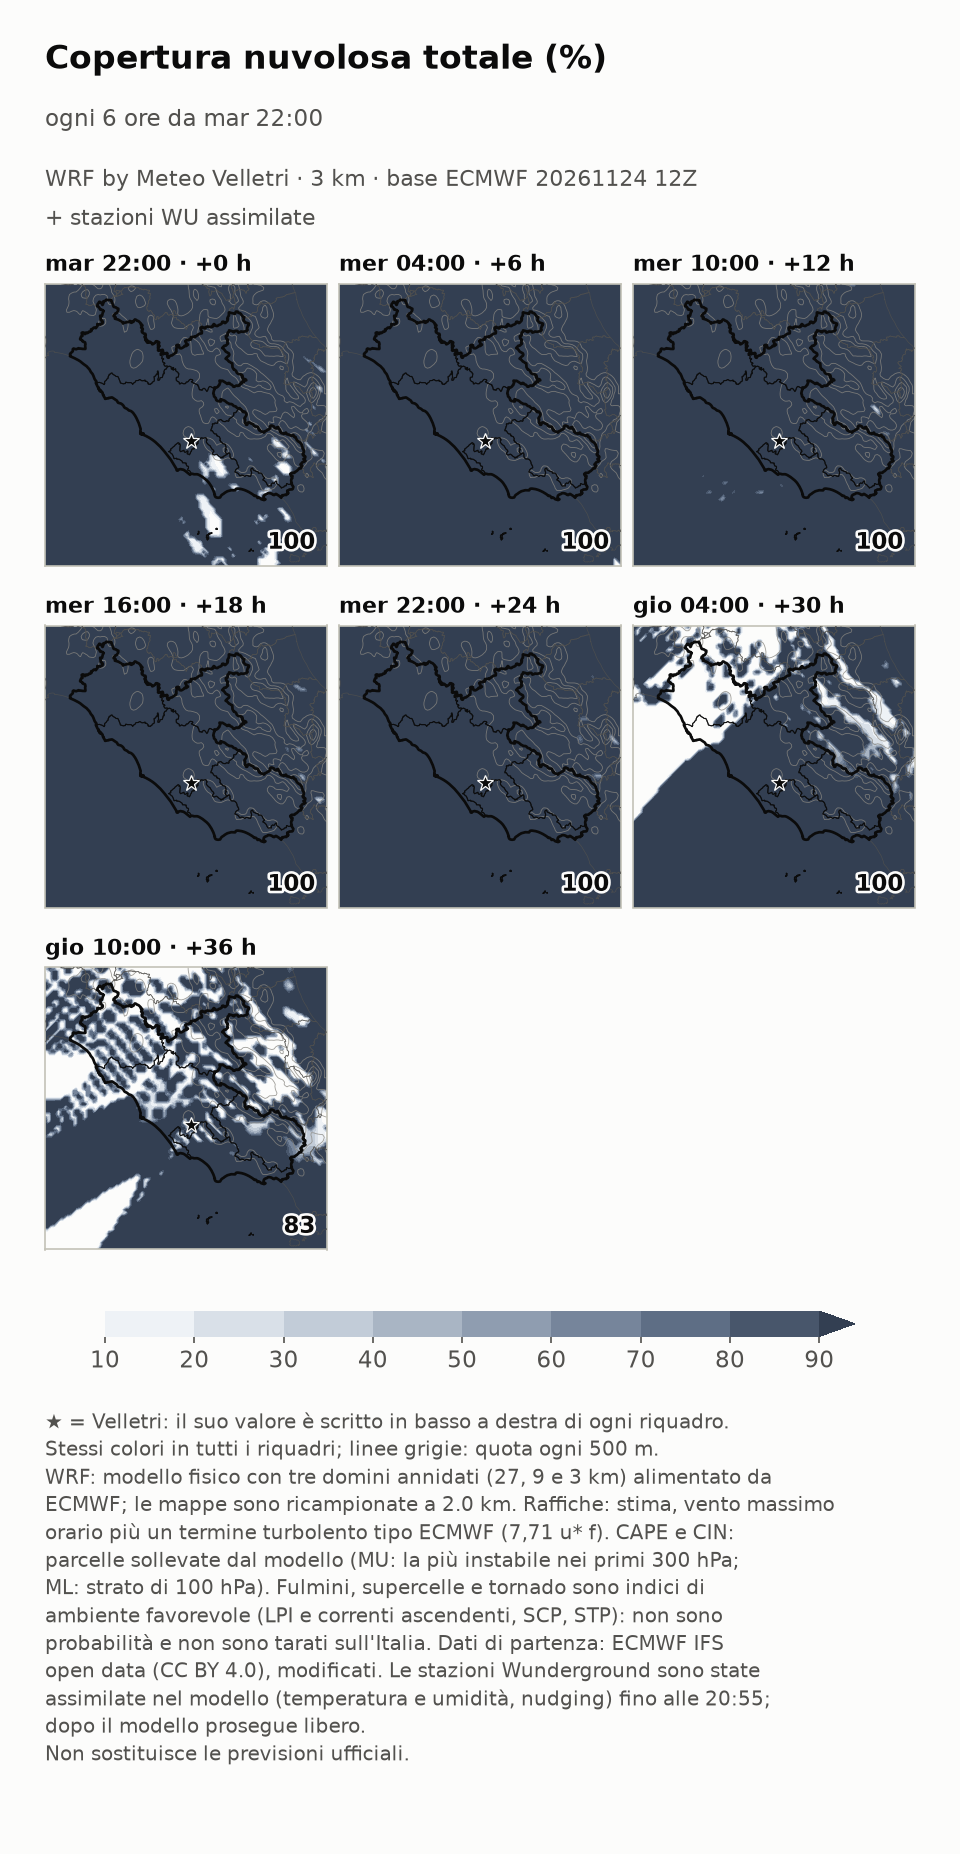 Copertura nuvolosa totale (%)
ogni 6 ore da mar 22:00
WRF by Meteo Velletri · 3 km · base ECMWF 20261124 12Z
+ stazioni WU assimilate
mar 22:00 · +0 h
mer 04:00 · +6 h
mer 10:00 · +12 h
100
100
100
mer 16:00 · +18 h
mer 22:00 · +24 h
gio 04:00 · +30 h
100
100
100
gio 10:00 · +36 h
83
10 20 30 40 50 60 70 80 90
★ = Velletri: il suo valore è scritto in basso a destra di ogni riquadro.
Stessi colori in tutti i riquadri; linee grigie: quota ogni 500 m.
WRF: modello fisico con tre domini annidati (27, 9 e 3 km) alimentato da
ECMWF; le mappe sono ricampionate a 2.0 km. Raffiche: stima, vento massimo
orario più un termine turbolento tipo ECMWF (7,71 u* f). CAPE e CIN:
parcelle sollevate dal modello (MU: la più instabile nei primi 300 hPa;
ML: strato di 100 hPa). Fulmini, supercelle e tornado sono indici di
ambiente favorevole (LPI e correnti ascendenti, SCP, STP): non sono
probabilità e non sono tarati sull'Italia. Dati di partenza: ECMWF IFS
open data (CC BY 4.0), modificati. Le stazioni Wunderground sono state
assimilate nel modello (temperatura e umidità, nudging) fino alle 20:55;
dopo il modello prosegue libero.
Non sostituisce le previsioni ufficiali.